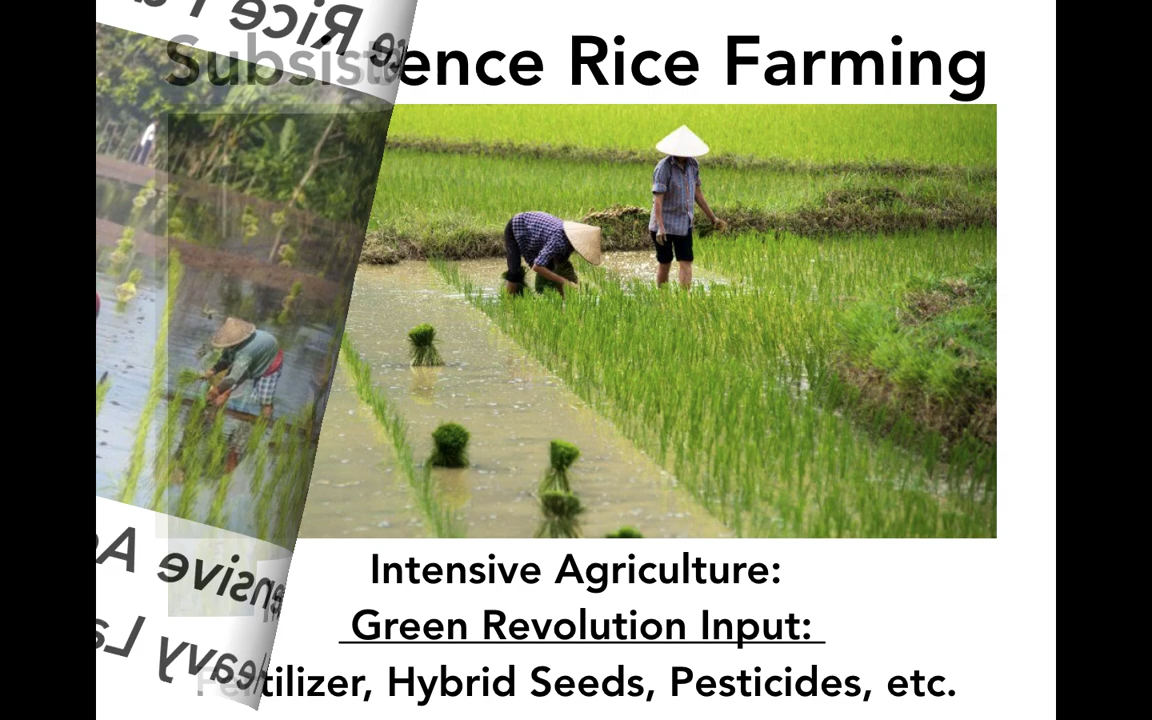 Subsistence Rice Farming
Intensive Agriculture:
Green Revolution Input:
Fertilizer, Hybrid Seeds, Pesticides, etc.